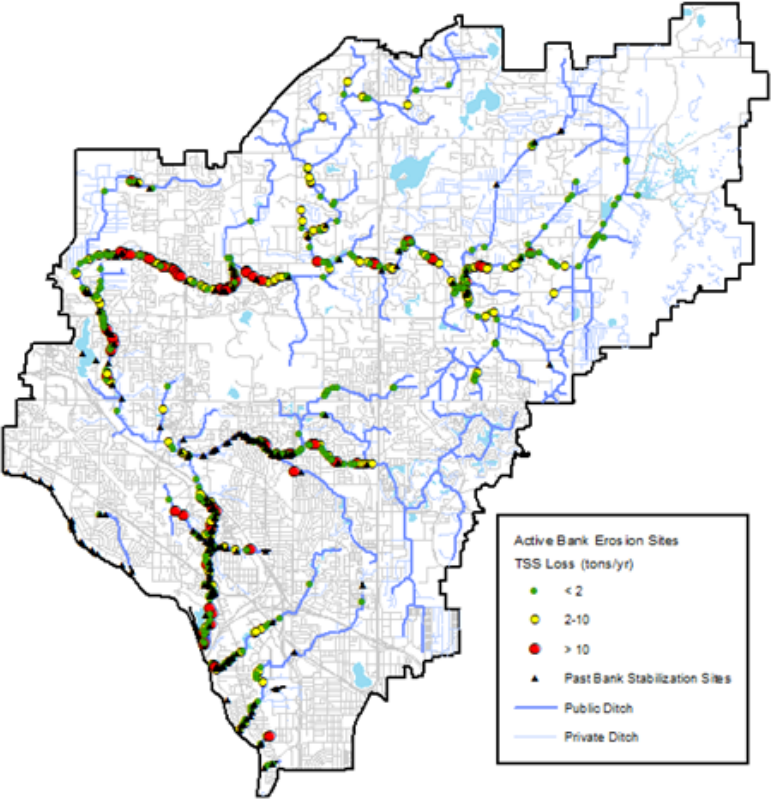 Active Bank Erosion Sites
TSS Loss (tons/yr)
< 2
2-10
> 10
Past Bank Stabilization Sites
Public Ditch
Private Ditch